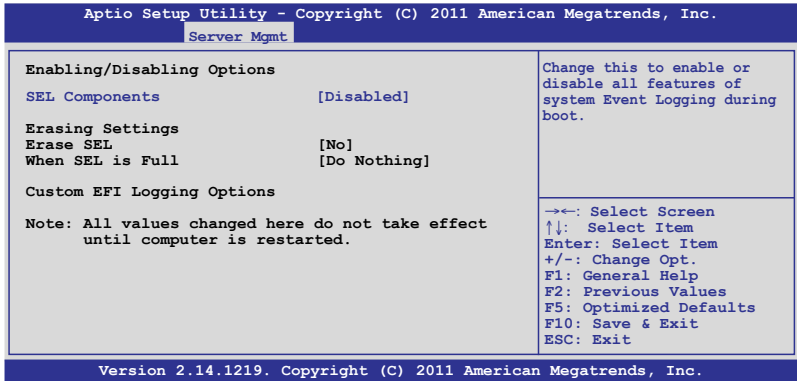 Aptio Setup Utility - Copyright (C) 2011 American Megatrends, Inc.
Server Mgmt
Enabling/Disabling Options
SEL Components [Disabled]
Erasing Settings
Erase SEL [No]
When SEL is Full [Do Nothing]
Custom EFI Logging Options
Note: All values changed here do not take effect
until computer is restarted.
Change this to enable or
disable all features of
system Event Logging during
boot.
→←: Select Screen
↑↓: Select Item
Enter: Select Item
+/-: Change Opt.
F1: General Help
F2: Previous Values
F5: Optimized Defaults
F10: Save & Exit
ESC: Exit
Version 2.14.1219. Copyright (C) 2011 American Megatrends, Inc.